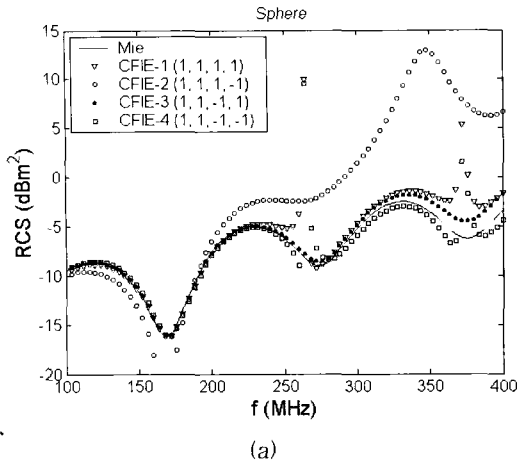 Sphere
15
10
5
0
-5
-10
-15
-20
RCS (dBm²)
Mie
CFIE-1 (1, 1, 1, 1)
CFIE-2 (1, 1, 1, -1)
CFIE-3 (1, 1, -1, 1)
CFIE-4 (1, 1, -1, -1)
100 150 200 250 300 350 400
f (MHz)
(a)